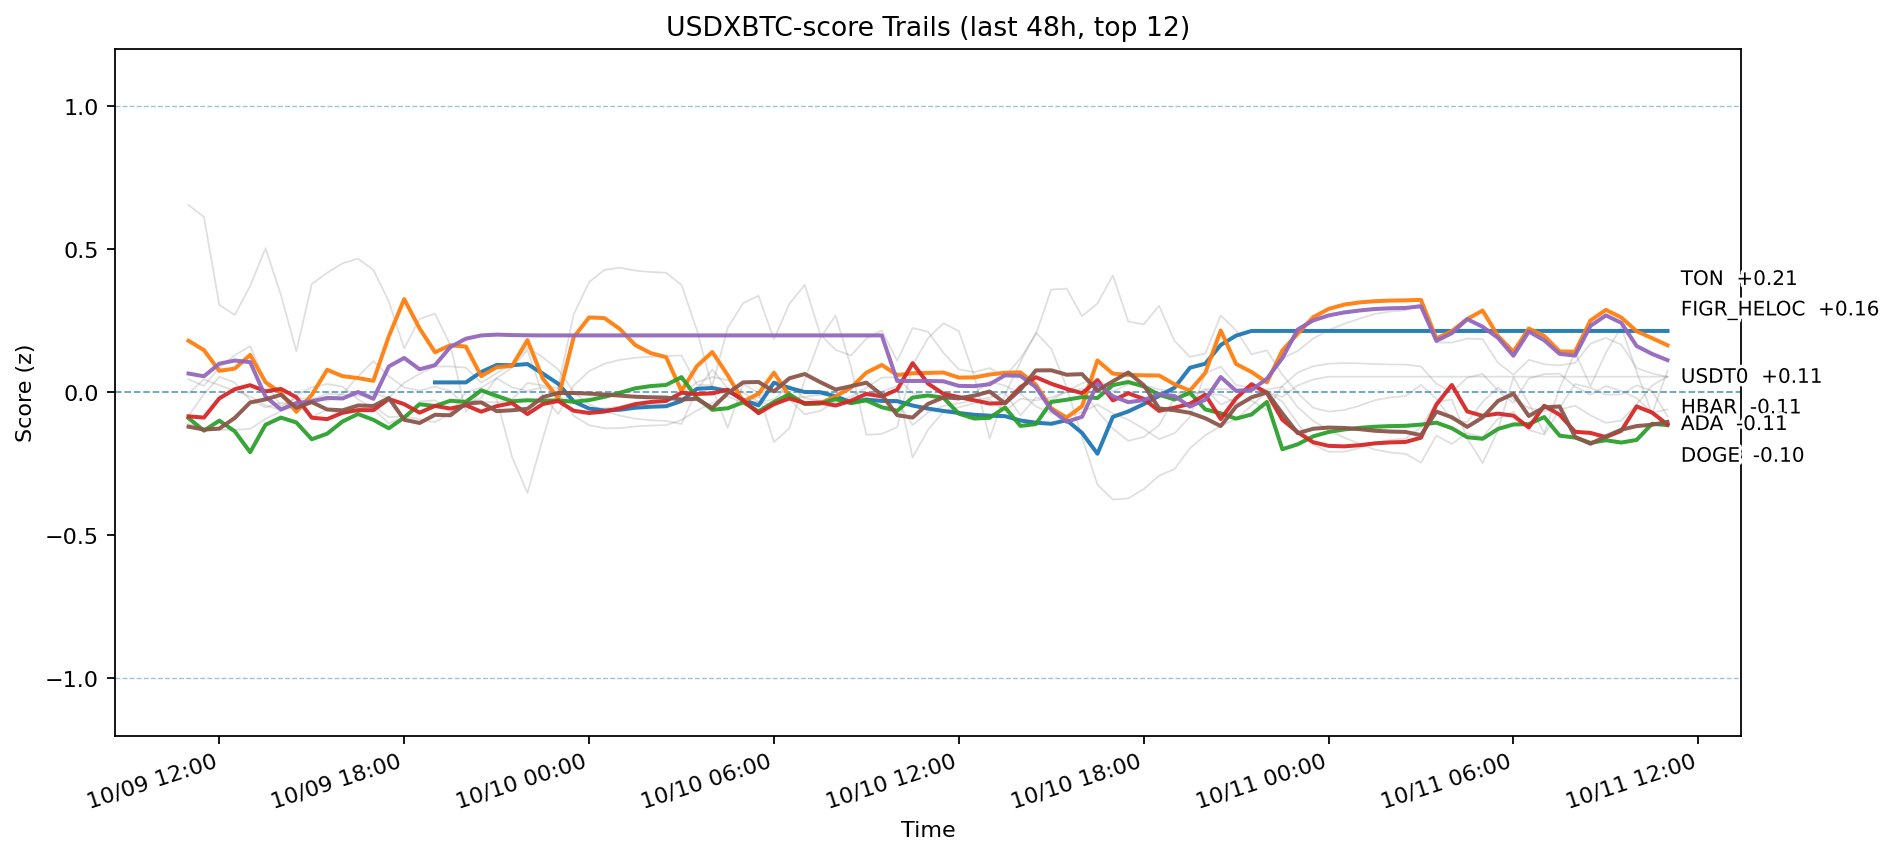 USDXBTC-score Trails (last 48h, top 12)
Score (z)
1.0
0.5
0.0
−0.5
−1.0
TON +0.21
FIGR_HELOC +0.16
USDT0 +0.11
HBAR -0.11
ADA -0.11
DOGE -0.10
10/09 12:00
10/09 18:00
10/10 00:00
10/10 06:00
10/10 12:00
10/10 18:00
10/11 00:00
10/11 06:00
10/11 12:00
Time